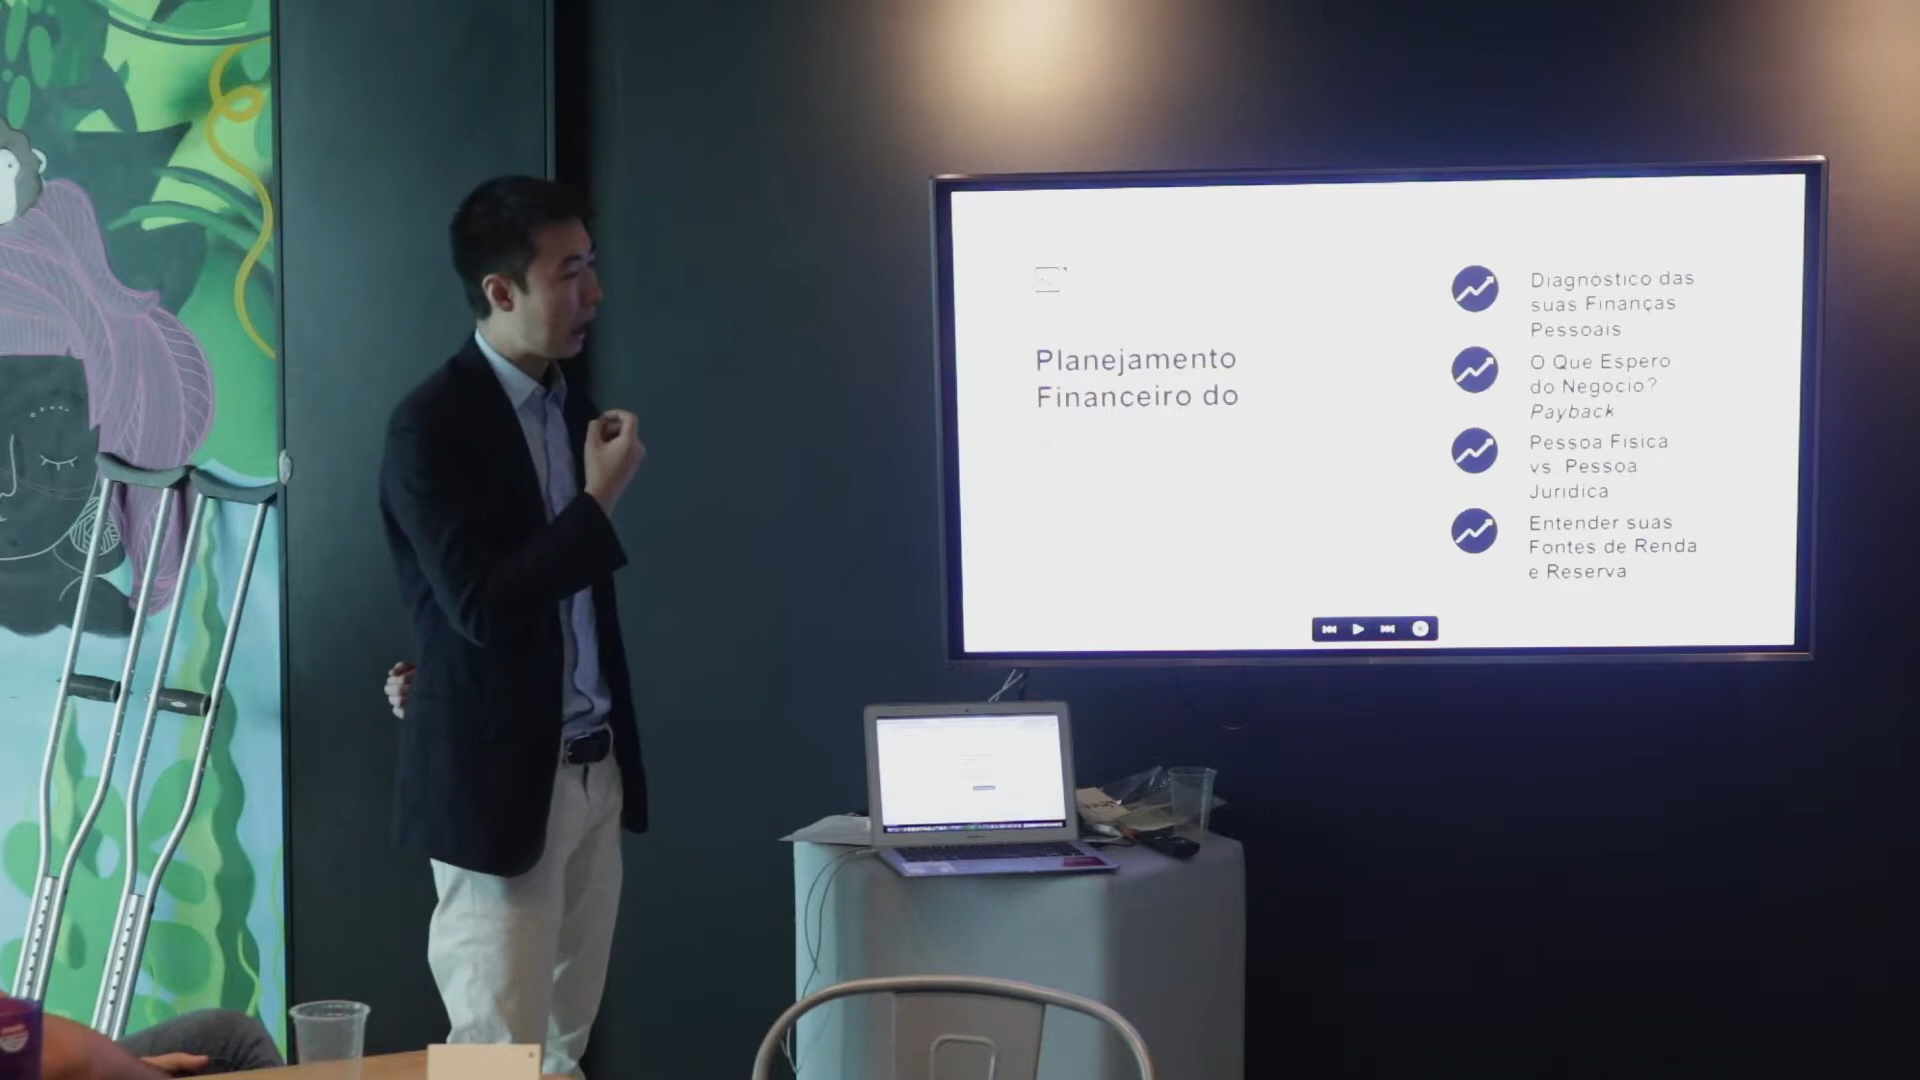 Planejamento
Financeiro do
Diagnóstico das
suas Finanças
Pessoais
O Que Espero
do Negocio?
Payback
Pessoa Fisica
vs. Pessoa
Juridica
Entender suas
Fontes de Renda
e Reserva